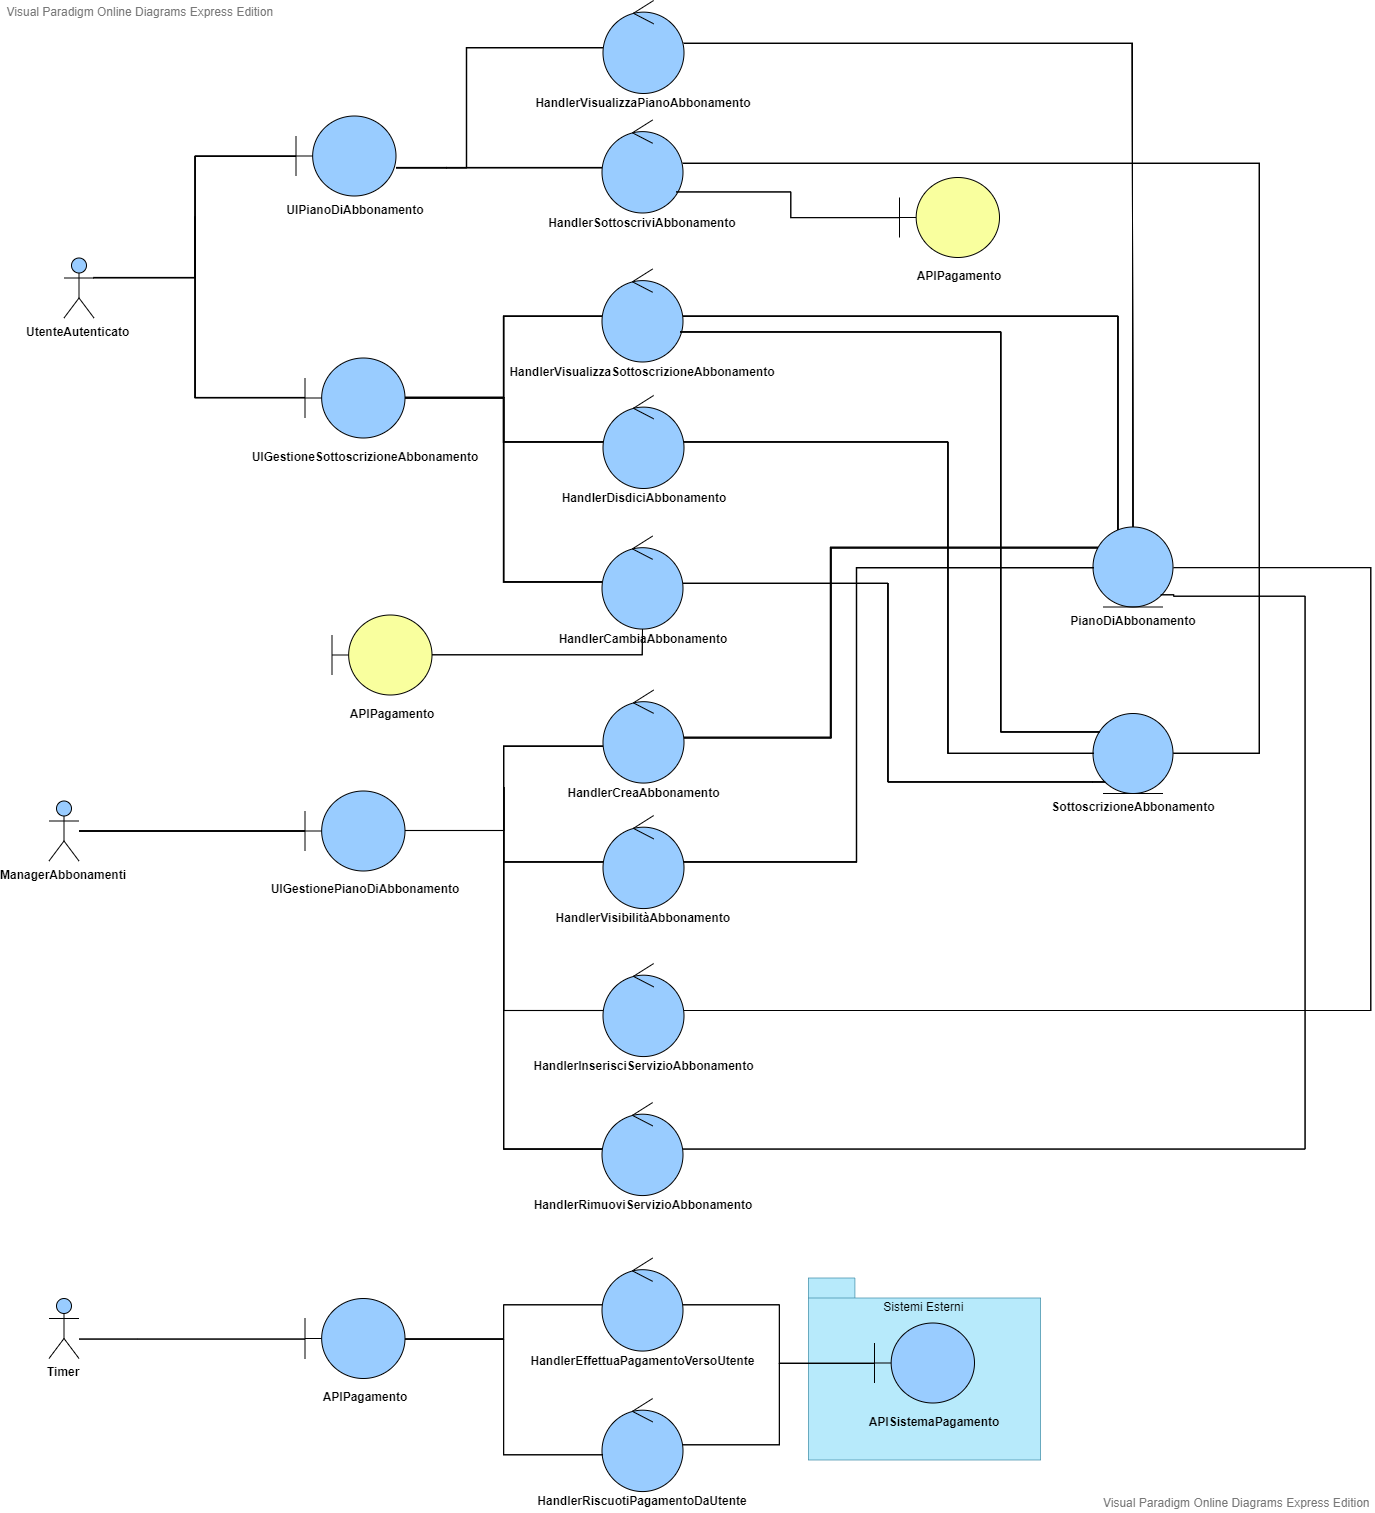 Visual Paradigm Online Diagrams Express Edition
HandlerVisualizzaPianoAbbonamento
UIPianoDiAbbonamento
HandlerSottoscriviAbbonamento
APIPagamento
UtenteAutenticato
HandlerVisualizzaSottoscrizioneAbbonamento
UIGestioneSottoscrizioneAbbonamento
HandlerDisdiciAbbonamento
PianoDiAbbonamento
HandlerCambiaAbbonamento
APIPagamento
HandlerCreaAbbonamento
SottoscrizioneAbbonamento
ManagerAbbonamenti
UIGestionePianoDiAbbonamento
HandlerVisibilitàAbbonamento
HandlerInserisciServizioAbbonamento
HandlerRimuoviServizioAbbonamento
Sistemi Esterni
HandlerEffettuaPagamentoVersoUtente
Timer
APIPagamento
APISistemaPagamento
HandlerRiscuotiPagamentoDaUtente
Visual Paradigm Online Diagrams Express Edition